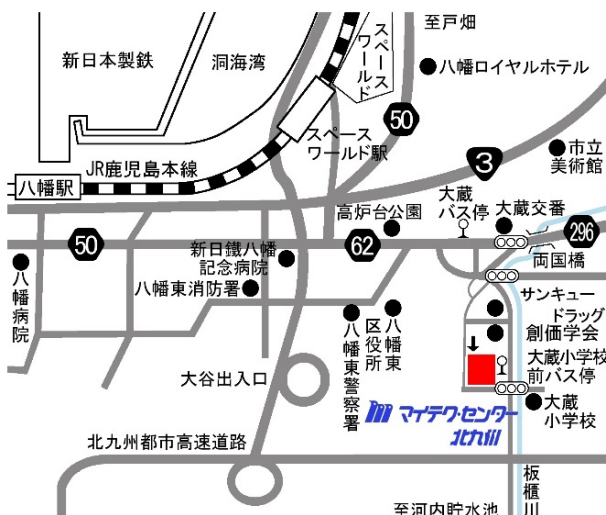 至戸畑
新日本製鉄
洞海湾
スペース
ワールド
八幡ロイヤルホテル
50
スペース
ワールド駅
3
市立
美術館
JR鹿児島本線
八幡駅
大蔵
バス停
大蔵交番
高炉台公園
296
50
62
新日鐵八幡
記念病院
両国橋
八幡病院
八幡東消防署
サンキュー
ドラッグ
創価学会
八幡東警察署
八幡東
区役所
大蔵小学校
前バス停
大谷出入口
マイテク・センター
北九州
大蔵
小学校
北九州都市高速道路
板櫃川
至河内貯水池